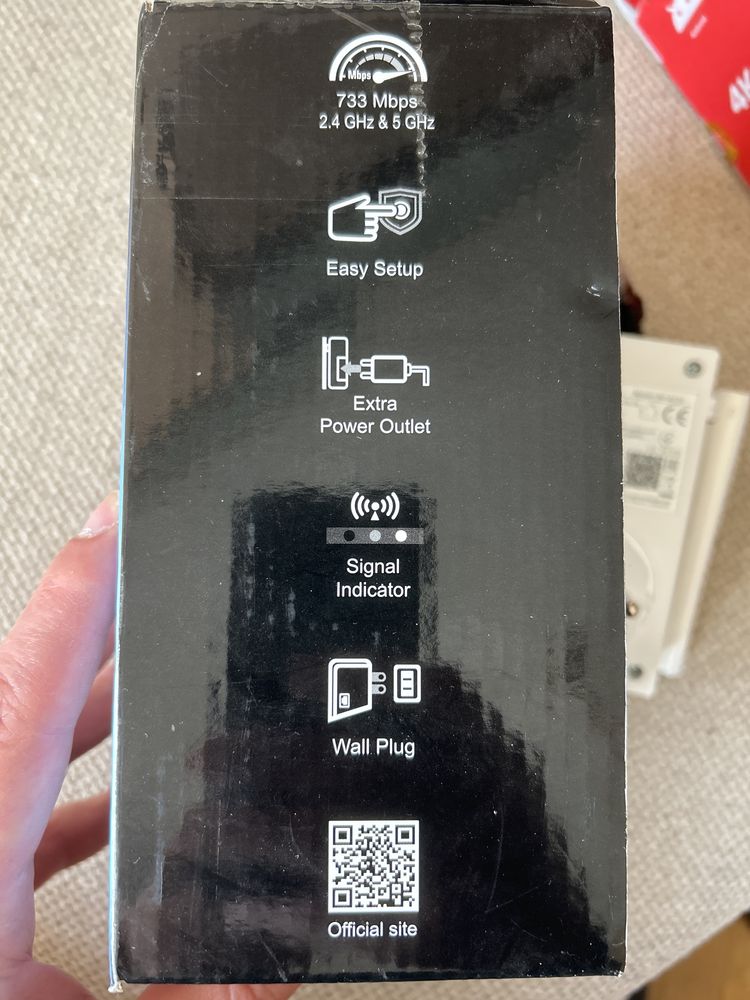 Mbps
733 Mbps
2.4 GHz & 5 GHz
Easy Setup
Extra
Power Outlet
Signal
Indicator
Wall Plug
Official site
CE